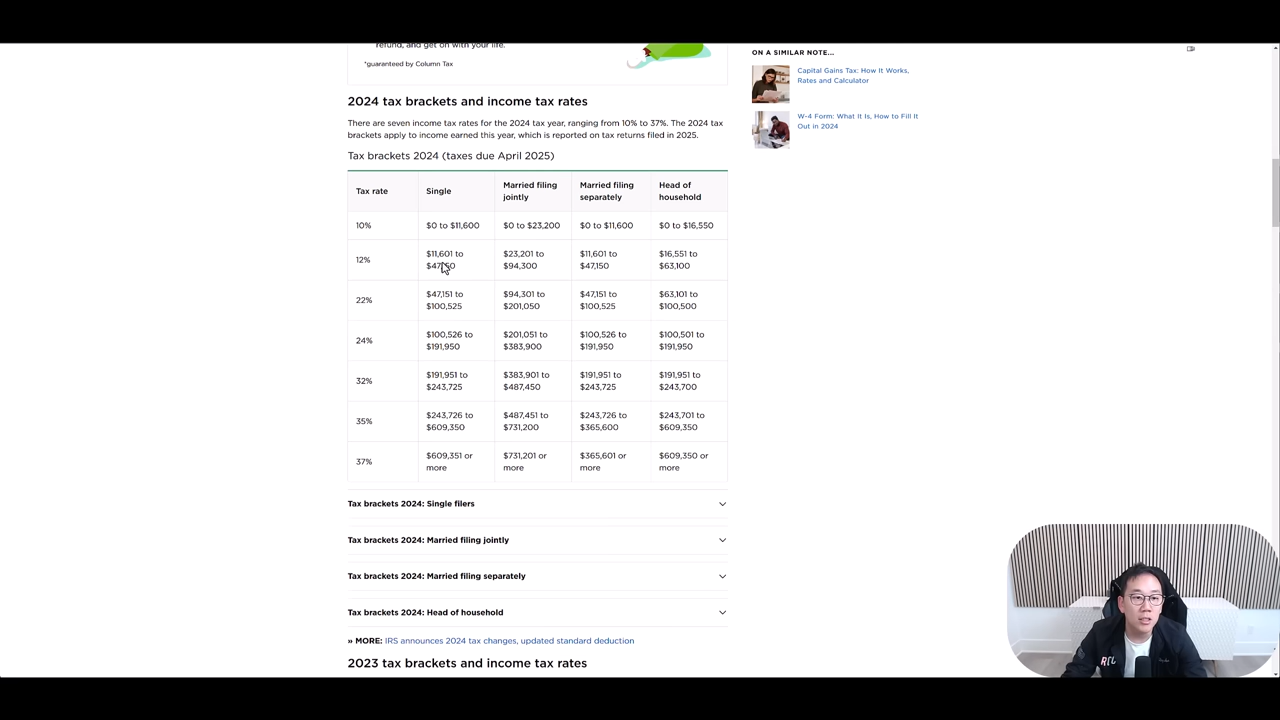 refund, and get on with your life.
*guaranteed by Column Tax
2024 tax brackets and income tax rates
There are seven income tax rates for the 2024 tax year, ranging from 10% to 37%. The 2024 tax
brackets apply to income earned this year, which is reported on tax returns filed in 2025.
Tax brackets 2024 (taxes due April 2025)
Tax rate
Single
Married filing
jointly
Married filing
separately
Head of
household
10%
$0 to $11,600
$0 to $23,200
$0 to $11,600
$0 to $16,550
12%
$11,601 to
$47,150
$23,201 to
$94,300
$11,601 to
$47,150
$16,551 to
$63,100
22%
$47,151 to
$100,525
$94,301 to
$201,050
$47,151 to
$100,525
$63,101 to
$100,500
24%
$100,526 to
$191,950
$201,051 to
$383,900
$100,526 to
$191,950
$100,501 to
$191,950
32%
$191,951 to
$243,725
$383,901 to
$487,450
$191,951 to
$243,725
$191,951 to
$243,700
35%
$243,726 to
$609,350
$487,451 to
$731,200
$243,726 to
$365,600
$243,701 to
$609,350
37%
$609,351 or
more
$731,201 or
more
$365,601 or
more
$609,350 or
more
Tax brackets 2024: Single filers
Tax brackets 2024: Married filing jointly
Tax brackets 2024: Married filing separately
Tax brackets 2024: Head of household
» MORE: IRS announces 2024 tax changes, updated standard deduction
2023 tax brackets and income tax rates
ON A SIMILAR NOTE...
Capital Gains Tax: How It Works,
Rates and Calculator
W-4 Form: What It Is, How to Fill It
Out in 2024